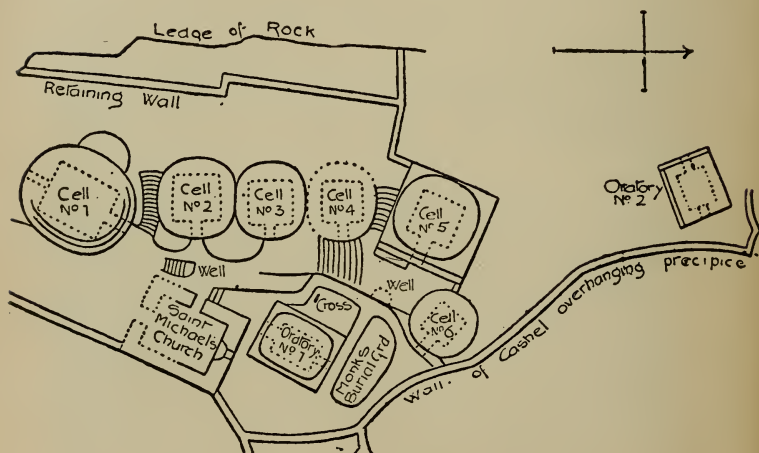 Ledge of Rock
Retaining Wall
Cell
Nº 1
Cell
Nº 2
Cell
Nº 3
Cell
Nº 4
Cell
Nº 5
Oratory
Nº 2
Well
Well
Cross
Saint
Michael's
Church
Oratory
Nº 1
Monks
Burial Grd
Cell
Nº 6
Wall of Cashel overhanging precipice